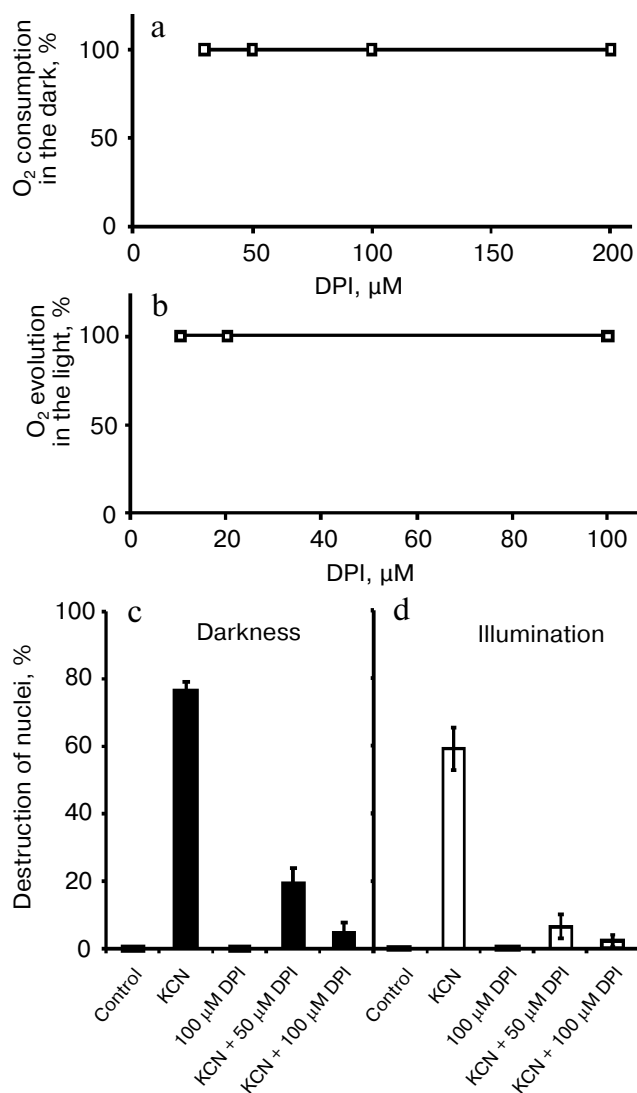 a
O₂ consumption
in the dark, %
100
50
0
0 50 100 150 200
DPI, µM
b
O₂ evolution
in the light, %
100
50
0
0 20 40 60 80 100
DPI, µM
c d
Darkness Illumination
Destruction of nuclei, %
100
80
60
40
20
0
Control
KCN
100 µM DPI
KCN + 50 µM DPI
KCN + 100 µM DPI
Control
KCN
100 µM DPI
KCN + 50 µM DPI
KCN + 100 µM DPI